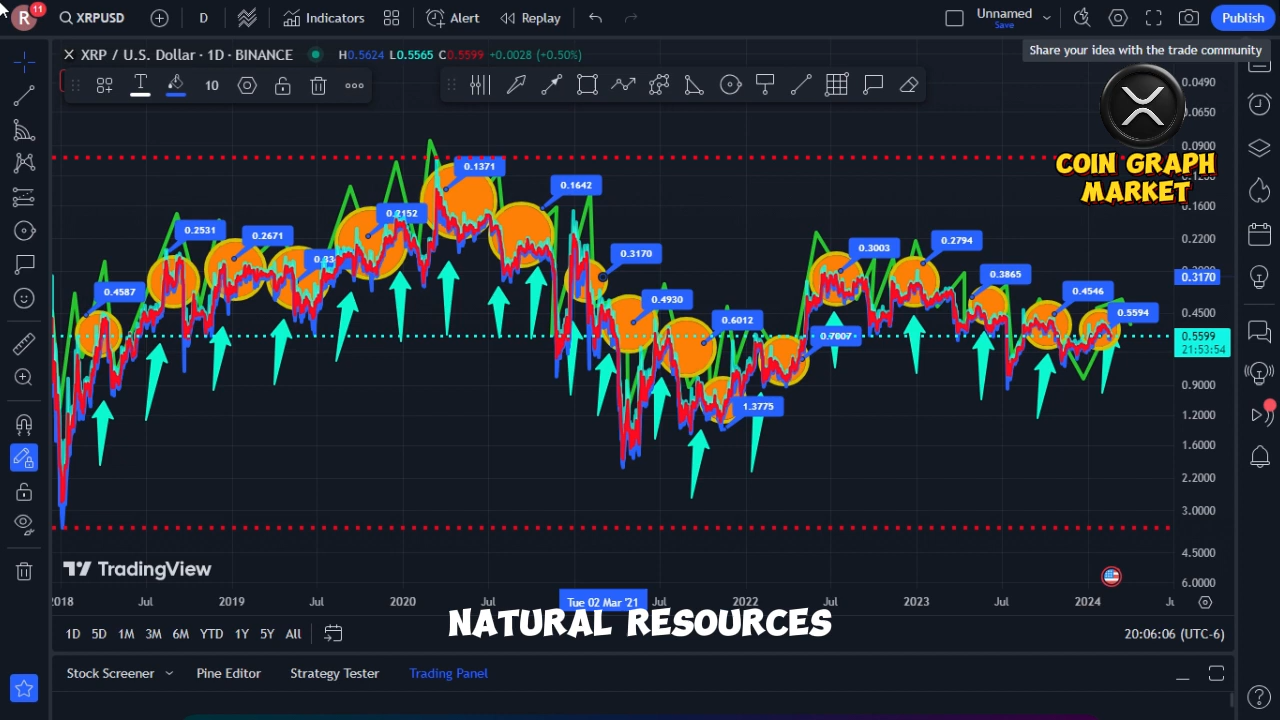 R 11 XRPUSD D Indicators Alert Replay Unnamed Save Publish
Share your idea with the trade community
XRP / U.S. Dollar · 1D · BINANCE H0.5624 L0.5565 C0.5599 +0.0028 (+0.50%)
T 10
COIN GRAPH
MARKET
0.0490
0.0650
0.0900
0.1600
0.2200
0.3170
0.4500
0.5599
21:53:54
0.9000
1.2000
1.6000
2.2000
3.0000
4.5000
6.0000
0.4587
0.2531
0.2671
0.2152
0.1371
0.1642
0.3170
0.4930
0.6012
1.3775
0.7007
0.3003
0.2794
0.3865
0.4546
0.5594
TradingView
2018 Jul 2019 Jul 2020 Jul Tue 02 Mar '21 Jul 2022 Jul 2023 Jul 2024
NATURAL RESOURCES
1D 5D 1M 3M 6M YTD 1Y 5Y All 20:06:06 (UTC-6)
Stock Screener Pine Editor Strategy Tester Trading Panel